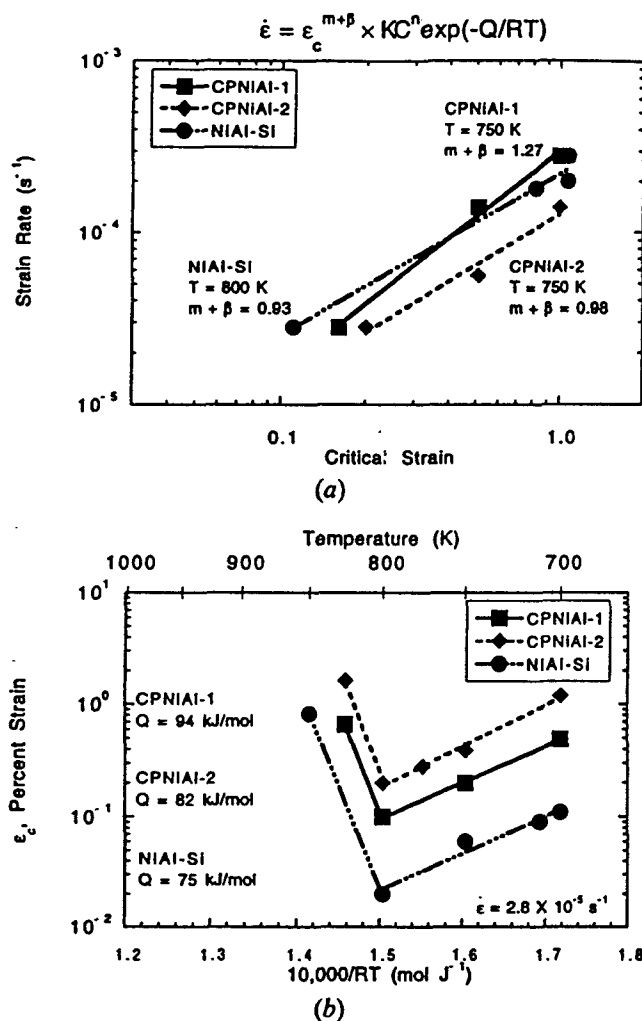 ε̇ = ε_c^{m+β} × KC^n exp(-Q/RT)
10^-3
CPNiAl-1
CPNiAl-2
NiAl-Si
CPNiAl-1
T = 750 K
m + β = 1.27
Strain Rate (s^-1)
10^-4
NiAl-Si
T = 800 K
m + β = 0.93
CPNiAl-2
T = 750 K
m + β = 0.98
10^-5
0.1
1.0
Critical Strain
(a)
Temperature (K)
1000 900 800 700
10^1
CPNiAl-1
CPNiAl-2
NiAl-Si
10^0
CPNiAl-1
Q = 94 kJ/mol
ε_c, Percent Strain
CPNiAl-2
Q = 82 kJ/mol
10^-1
NiAl-Si
Q = 75 kJ/mol
ε̇ = 2.8 X 10^-5 s^-1
10^-2
1.2 1.3 1.4 1.5 1.6 1.7 1.8
10,000/RT (mol J^-1)
(b)